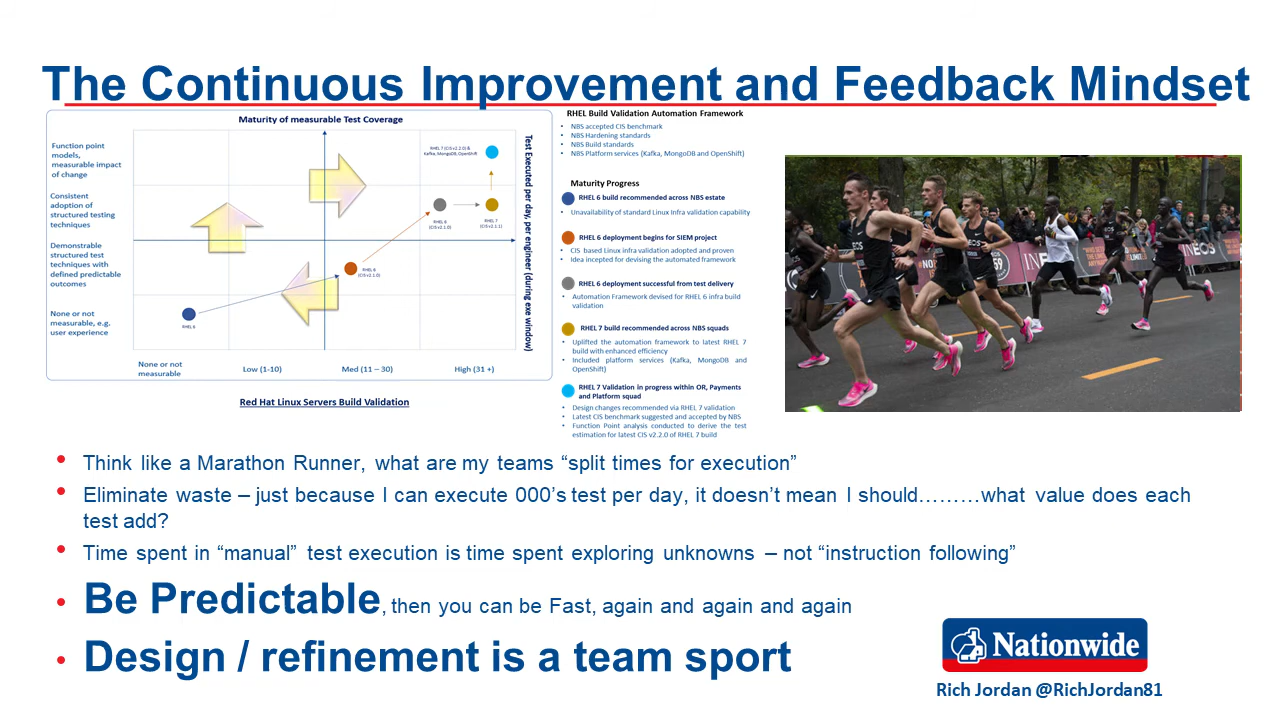 The Continuous Improvement and Feedback Mindset
Maturity of measurable Test Coverage
Function point
models,
measurable impact
of change
Consistent
adoption of
structured testing
techniques
Demonstrable
structured test
techniques with
defined predictable
outcomes
None or not
measurable, e.g.
user experience
RHEL 7 (CIS v2.2.0) &
Kafka, MongoDB, OpenShift
RHEL 6
(CIS v2.1.0)
RHEL 7
(CIS v2.1.1)
RHEL 6
(CIS v2.1.0)
RHEL 6
Test Executed per day, per engineer (during exe window)
None or not
measurable
Low (1-10)
Med (11 – 30)
High (31 +)
Red Hat Linux Servers Build Validation
RHEL Build Validation Automation Framework
• NBS accepted CIS benchmark
• NBS Hardening standards
• NBS Build standards
• NBS Platform services (Kafka, MongoDB and OpenShift)
Maturity Progress
RHEL 6 build recommended across NBS estate
• Unavailability of standard Linux Infra validation capability
RHEL 6 deployment begins for SIEM project
• CIS based Linux infra validation adopted and proven
• Idea incepted for devising the automated framework
RHEL 6 deployment successful from test delivery
• Automation Framework devised for RHEL 6 infra build
validation
RHEL 7 build recommended across NBS squads
• Uplifted the automation framework to latest RHEL 7
build with enhanced efficiency
• Included platform services (Kafka, MongoDB and
OpenShift)
RHEL 7 Validation in progress within OR, Payments
and Platform squad
• Design changes recommended via RHEL 7 validation
• Latest CIS benchmark suggested and accepted by NBS
• Function Point analysis conducted to derive the test
estimation for latest CIS v2.2.0 of RHEL 7 build
INEOS
• Think like a Marathon Runner, what are my teams “split times for execution”
• Eliminate waste – just because I can execute 000’s test per day, it doesn’t mean I should………what value does each
test add?
• Time spent in “manual” test execution is time spent exploring unknowns – not “instruction following”
• Be Predictable, then you can be Fast, again and again and again
• Design / refinement is a team sport
Nationwide
Rich Jordan @RichJordan81